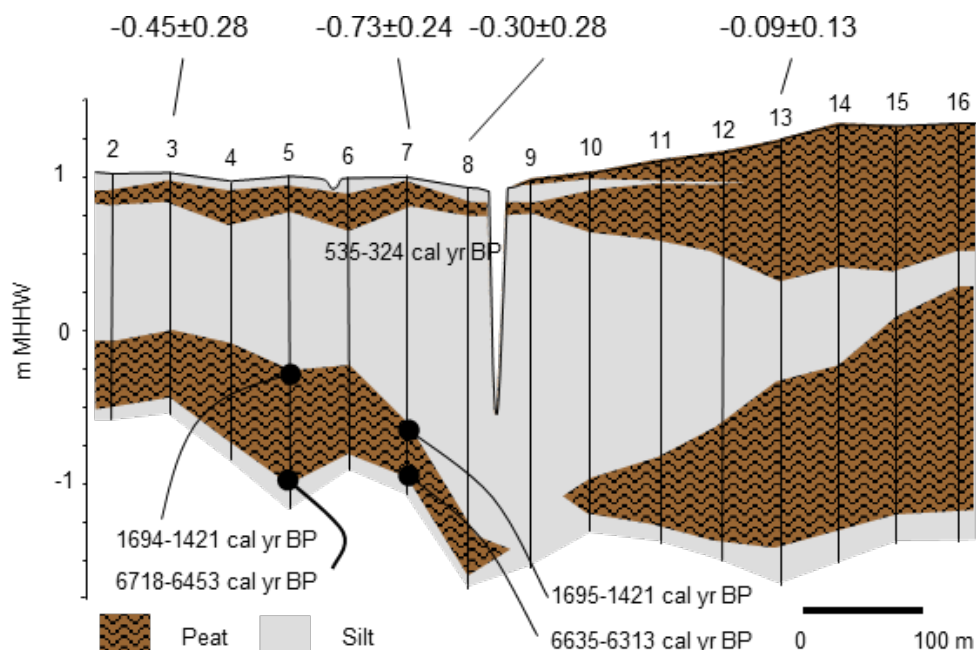 -0.45±0.28 -0.73±0.24 -0.30±0.28 -0.09±0.13
2 3 4 5 6 7 8 9 10 11 12 13 14 15 16
1
0
-1
m MHHW
535-324 cal yr BP
1694-1421 cal yr BP
6718-6453 cal yr BP
1695-1421 cal yr BP
6635-6313 cal yr BP
Peat Silt
0 100 m